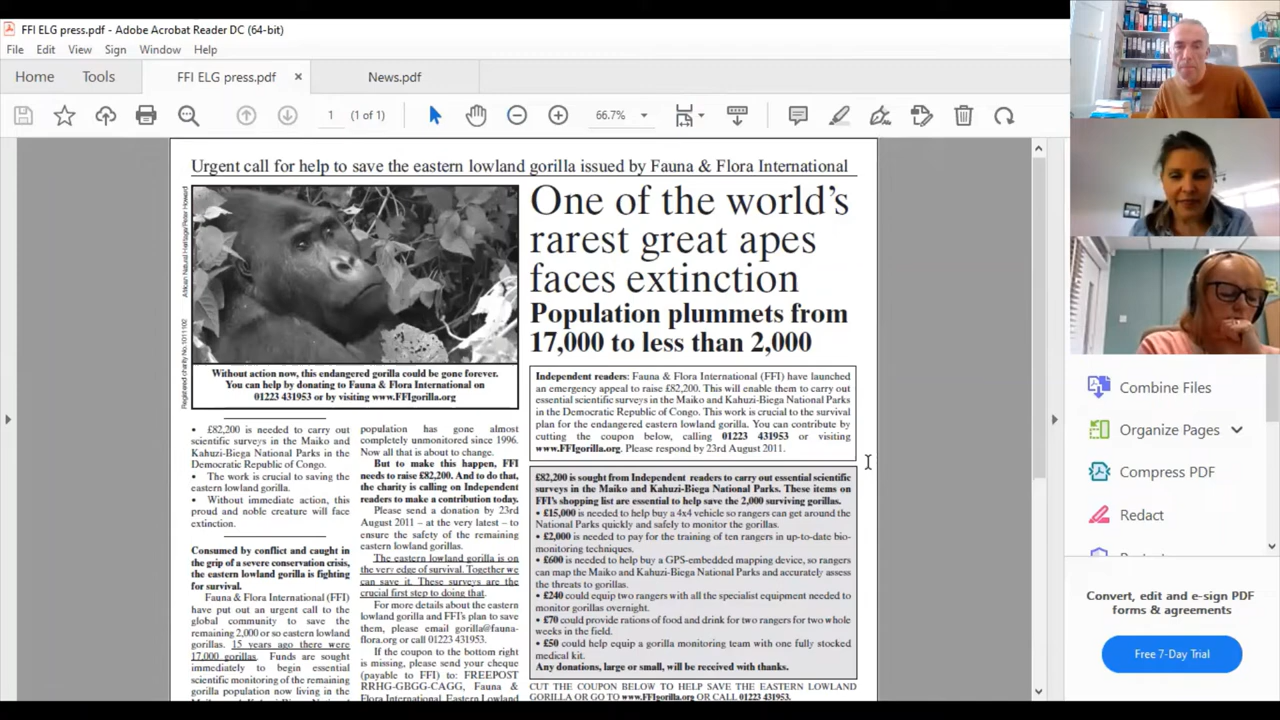 FFI ELG press.pdf - Adobe Acrobat Reader DC (64-bit)
File Edit View Sign Window Help
Home Tools FFI ELG press.pdf × News.pdf
1 (1 of 1) 66.7%
Urgent call for help to save the eastern lowland gorilla issued by Fauna & Flora International
African Natural Heritage/Peter Howard
Registered charity No.1011102
Without action now, this endangered gorilla could be gone forever.
You can help by donating to Fauna & Flora International on
01223 431953 or by visiting www.FFIgorilla.org
• £82,200 is needed to carry out
scientific surveys in the Maiko and
Kahuzi-Biega National Parks in the
Democratic Republic of Congo.
• The work is crucial to saving the
eastern lowland gorilla.
• Without immediate action, this
proud and noble creature will face
extinction.
Consumed by conflict and caught in
the grip of a severe conservation crisis,
the eastern lowland gorilla is fighting
for survival.
Fauna & Flora International (FFI)
have put out an urgent call to the
global community to save the
remaining 2,000 or so eastern lowland
gorillas. 15 years ago there were
17,000 gorillas. Funds are sought
immediately to begin essential
scientific monitoring of the remaining
gorilla population now living in the
population has gone almost
completely unmonitored since 1996.
Now all that is about to change.
But to make this happen, FFI
needs to raise £82,200. And to do that,
the charity is calling on Independent
readers to make a contribution today.
Please send a donation by 23rd
August 2011 – at the very latest – to
ensure the safety of the remaining
eastern lowland gorillas.
The eastern lowland gorilla is on
the very edge of survival. Together we
can save it. These surveys are the
crucial first step to doing that.
For more details about the eastern
lowland gorilla and FFI's plan to save
them, please email gorilla@fauna-
flora.org or call 01223 431953.
If the coupon to the bottom right
is missing, please send your cheque
(payable to FFI) to: FREEPOST
RRHG-GBGG-CAGG, Fauna &
Flora International, Eastern Lowland
One of the world's
rarest great apes
faces extinction
Population plummets from
17,000 to less than 2,000
Independent readers: Fauna & Flora International (FFI) have launched
an emergency appeal to raise £82,200. This will enable them to carry out
essential scientific surveys in the Maiko and Kahuzi-Biega National Parks
in the Democratic Republic of Congo. This work is crucial to the survival
plan for the endangered eastern lowland gorilla. You can contribute by
cutting the coupon below, calling 01223 431953 or visiting
www.FFIgorilla.org. Please respond by 23rd August 2011.
£82,200 is sought from Independent readers to carry out essential scientific
surveys in the Maiko and Kahuzi-Biega National Parks. These items on
FFI's shopping list are essential to help save the 2,000 surviving gorillas.
• £15,000 is needed to help buy a 4x4 vehicle so rangers can get around the
National Parks quickly and safely to monitor the gorillas.
• £2,000 is needed to pay for the training of ten rangers in up-to-date bio-
monitoring techniques.
• £600 is needed to help buy a GPS-embedded mapping device, so rangers
can map the Maiko and Kahuzi-Biega National Parks and accurately assess
the threats to gorillas.
• £240 could equip two rangers with all the specialist equipment needed to
monitor gorillas overnight.
• £70 could provide rations of food and drink for two rangers for two whole
weeks in the field.
• £50 could help equip a gorilla monitoring team with one fully stocked
medical kit.
Any donations, large or small, will be received with thanks.
CUT THE COUPON BELOW TO HELP SAVE THE EASTERN LOWLAND
GORILLA OR GO TO www.FFIgorilla.org OR CALL 01223 431953.
Combine Files
Organize Pages
Compress PDF
Redact
Convert, edit and e-sign PDF
forms & agreements
Free 7-Day Trial